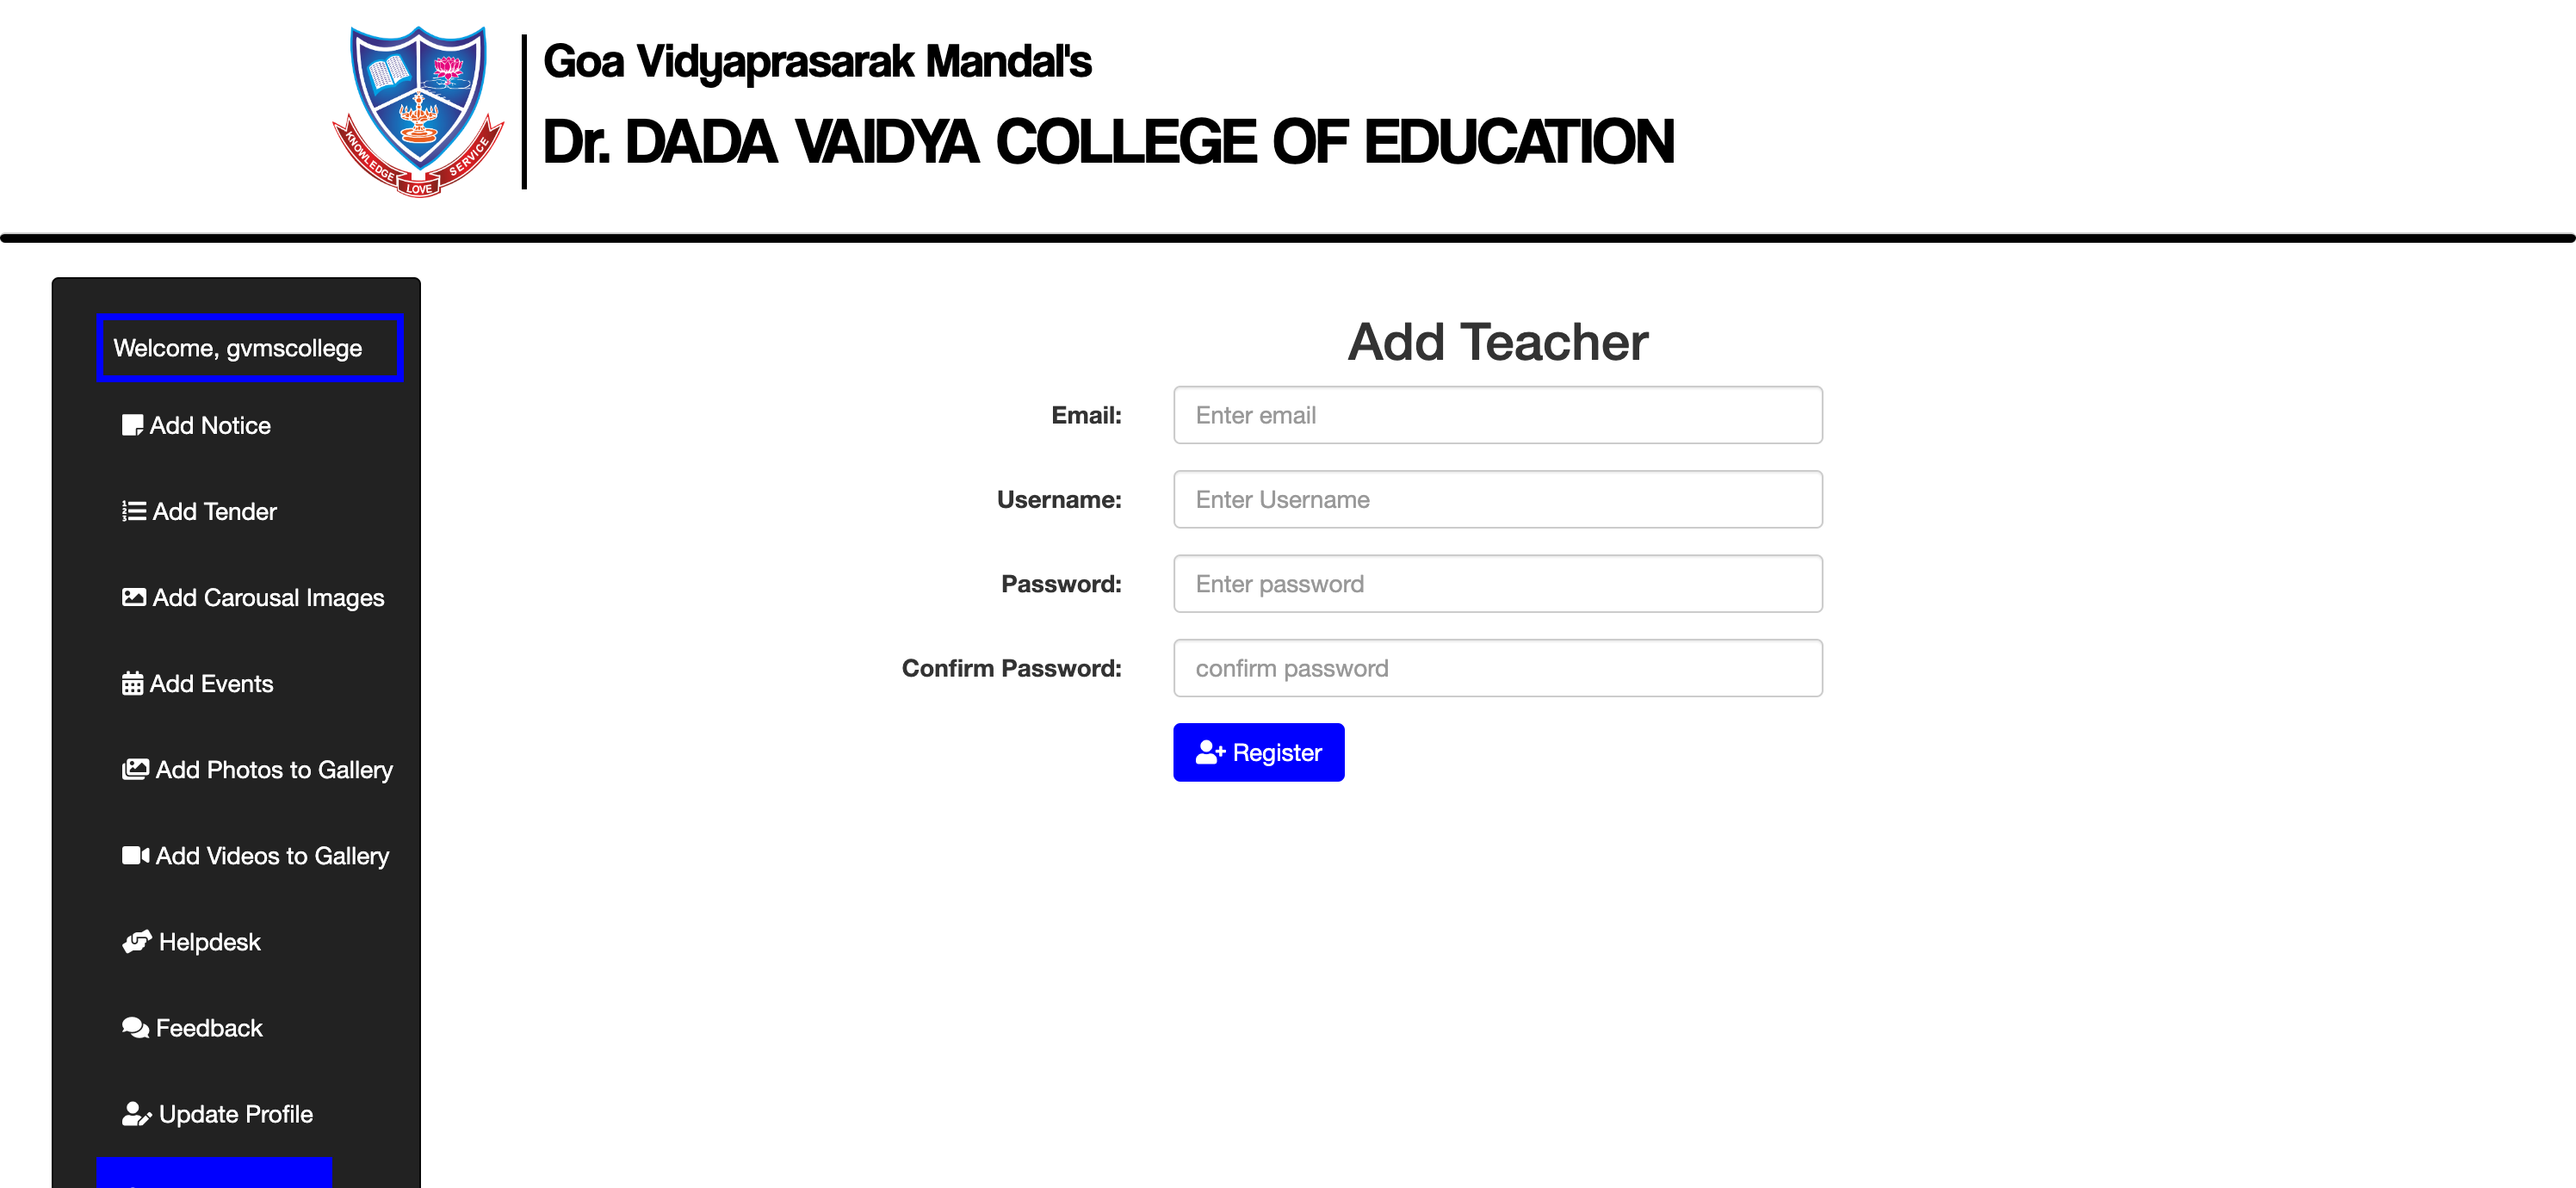 Goa Vidyaprasarak Mandal's
Dr. DADA VAIDYA COLLEGE OF EDUCATION
KNOWLEDGE LOVE SERVICE
Welcome, gvmscollege
Add Notice
Add Tender
Add Carousal Images
Add Events
Add Photos to Gallery
Add Videos to Gallery
Helpdesk
Feedback
Update Profile
Add Teacher
Email: Enter email
Username: Enter Username
Password: Enter password
Confirm Password: confirm password
Register